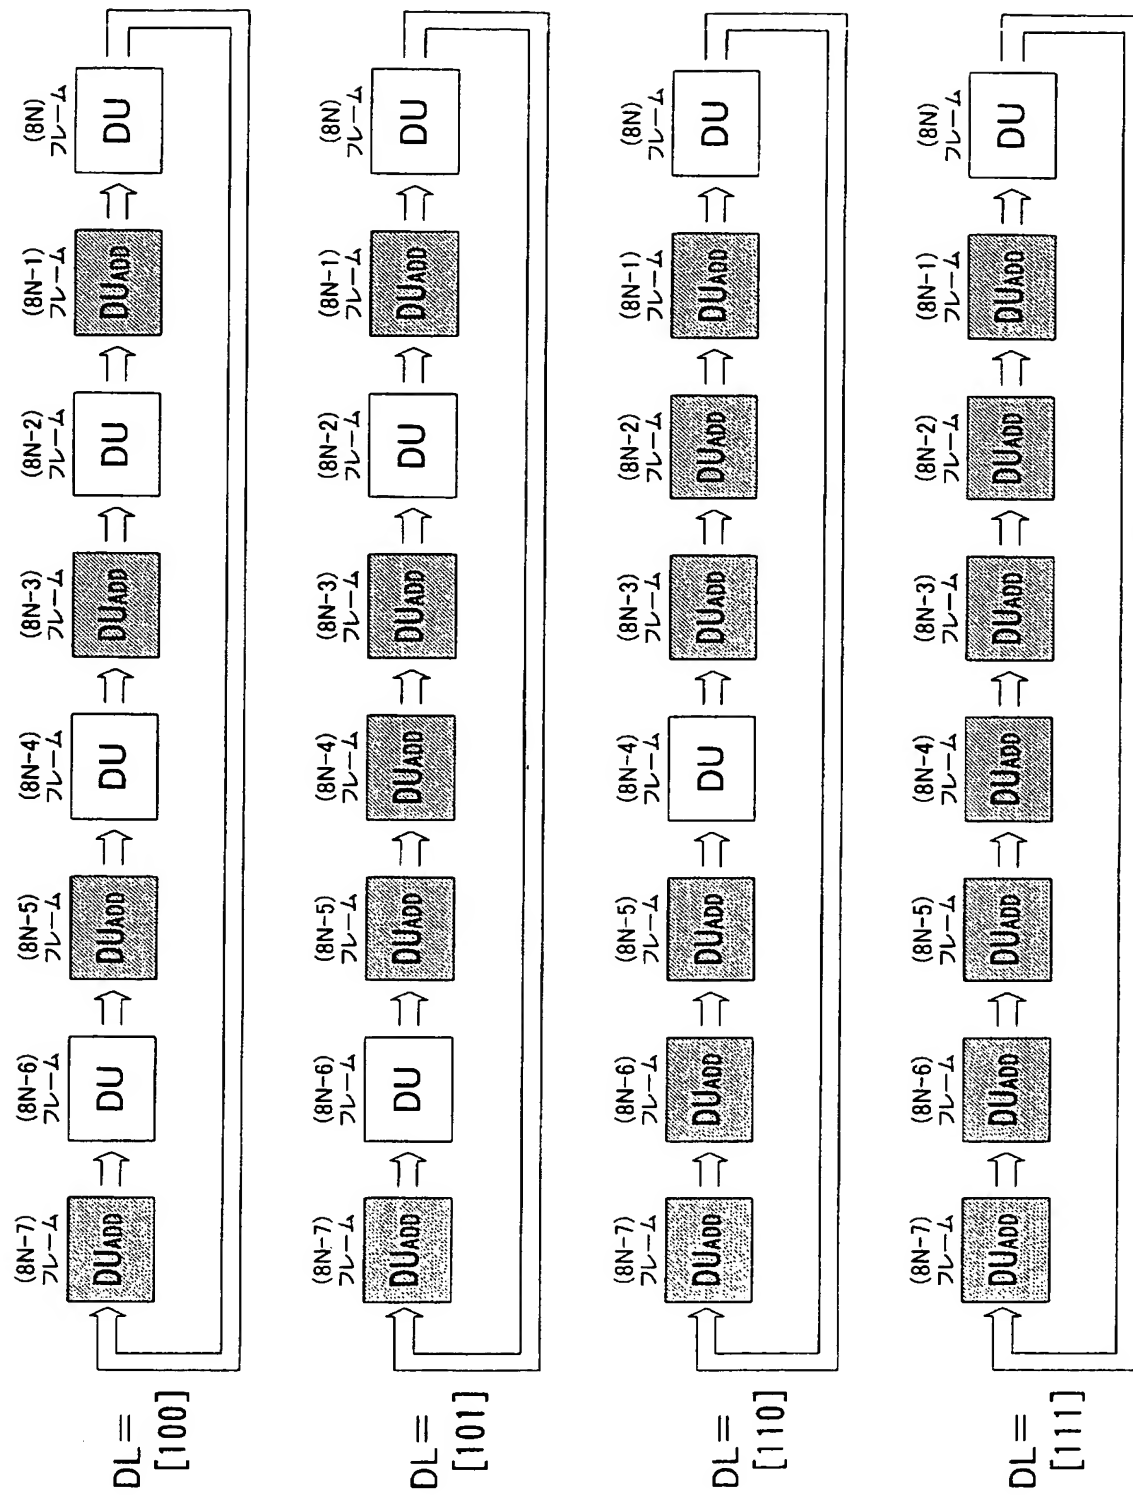 (8N-7) (8N-6) (8N-5) (8N-4) (8N-3) (8N-2) (8N-1) (8N)
フレーム フレーム フレーム フレーム フレーム フレーム フレーム フレーム
DL=
[100]
DUADD DU DUADD DU DUADD DU DUADD DU
(8N-7) (8N-6) (8N-5) (8N-4) (8N-3) (8N-2) (8N-1) (8N)
フレーム フレーム フレーム フレーム フレーム フレーム フレーム フレーム
DL=
[101]
DUADD DU DUADD DUADD DUADD DU DUADD DU
(8N-7) (8N-6) (8N-5) (8N-4) (8N-3) (8N-2) (8N-1) (8N)
フレーム フレーム フレーム フレーム フレーム フレーム フレーム フレーム
DL=
[110]
DUADD DUADD DUADD DU DUADD DUADD DUADD DU
(8N-7) (8N-6) (8N-5) (8N-4) (8N-3) (8N-2) (8N-1) (8N)
フレーム フレーム フレーム フレーム フレーム フレーム フレーム フレーム
DL=
[111]
DUADD DUADD DUADD DUADD DUADD DUADD DUADD DU